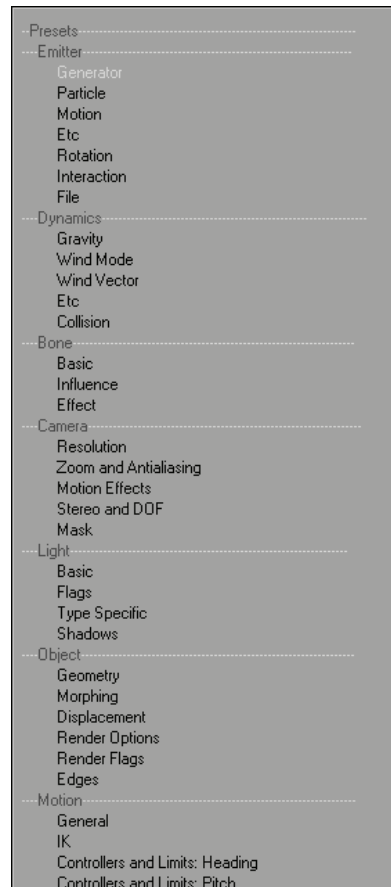 Presets
Emitter
Generator
Particle
Motion
Etc
Rotation
Interaction
File
Dynamics
Gravity
Wind Mode
Wind Vector
Etc
Collision
Bone
Basic
Influence
Effect
Camera
Resolution
Zoom and Antialiasing
Motion Effects
Stereo and DOF
Mask
Light
Basic
Flags
Type Specific
Shadows
Object
Geometry
Morphing
Displacement
Render Options
Render Flags
Edges
Motion
General
IK
Controllers and Limits: Heading
Controllers and Limits: Pitch